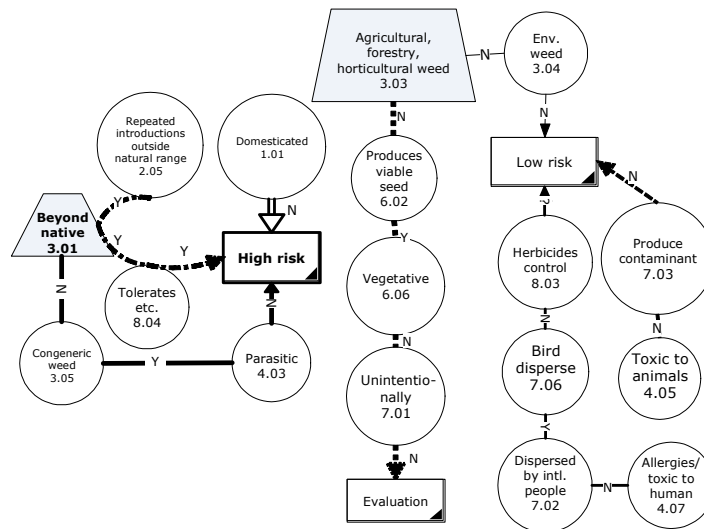 Agricultural,
forestry,
horticultural weed
3.03
N
Env.
weed
3.04
N
N
Repeated
introductions
outside
natural range
2.05
Domesticated
1.01
Produces
viable
seed
6.02
Low risk
Y
N
?
N
Beyond
native
3.01
Y
Y
High risk
Y
Vegetative
6.06
Herbicides
control
8.03
Produce
contaminant
7.03
N
Tolerates
etc.
8.04
N
N
N
N
Congeneric
weed
3.05
Y
Parasitic
4.03
Unintentio-
nally
7.01
Bird
disperse
7.06
Toxic to
animals
4.05
N
Y
Evaluation
Dispersed
by intl.
people
7.02
N
Allergies/
toxic to
human
4.07